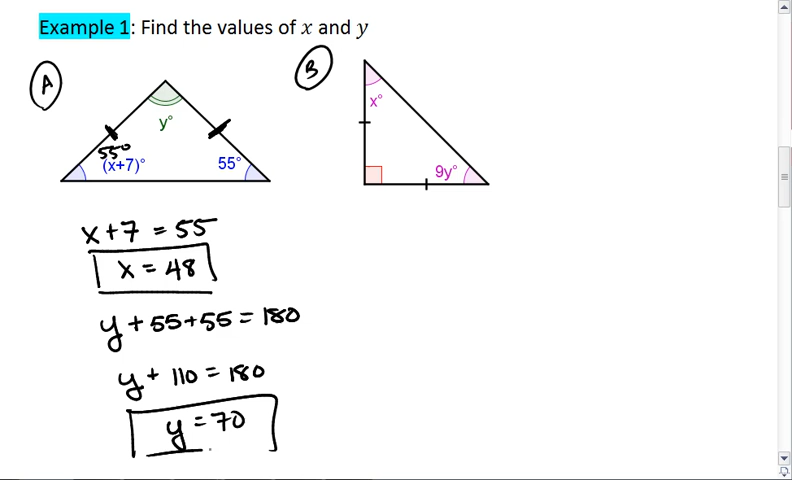 Example 1: Find the values of x and y
A
B
y°
x°
55°
(x+7)°
55°
9y°
x+7 = 55
x = 48
y + 55+55 = 180
y + 110 = 180
y = 70